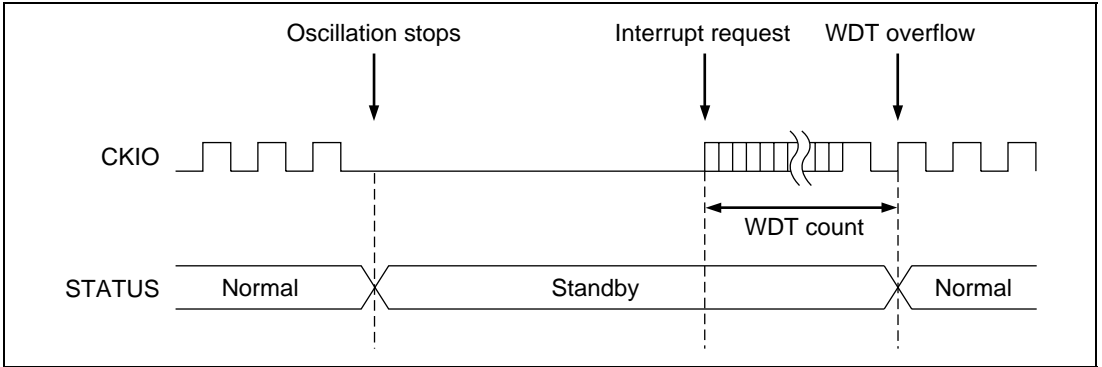 Oscillation stops Interrupt request WDT overflow
CKIO
WDT count
STATUS Normal Standby Normal